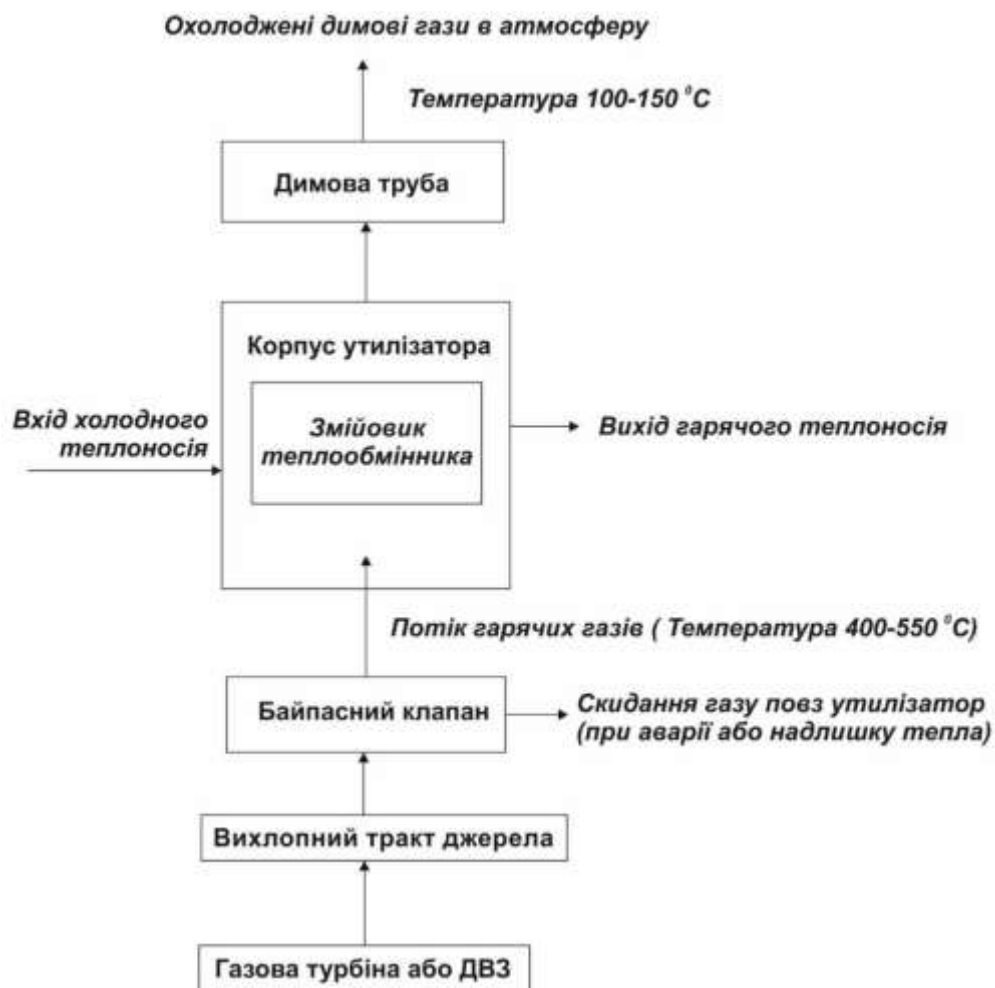 Охолоджені димові гази в атмосферу
Температура 100-150 ⁰С
Димова труба
Корпус утилізатора
Вхід холодного
теплоносія
Змійовик
теплообмінника
Вихід гарячого теплоносія
Потік гарячих газів ( Температура 400-550 ⁰С)
Байпасний клапан
Скидання газу повз утилізатор
(при аварії або надлишку тепла)
Вихлопний тракт джерела
Газова турбіна або ДВЗ